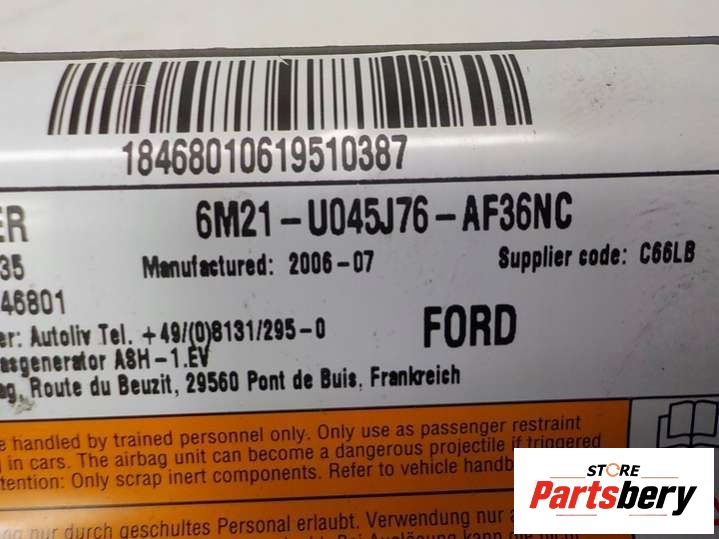 18468010619510387
ER 6M21-U045J76-AF36NC
35 Manufactured: 2006-07 Supplier code: C66LB
46801
er: Autoliv Tel. +49/(0)8131/295-0 FORD
asgenerator ASH-1.EV
ag, Route du Beuzit, 29560 Pont de Buis, Frankreich
e handled by trained personnel only. Only use as passenger restraint
d in cars. The airbag unit can become a dangerous projectile if triggered
tention: Only scrap inert components. Refer to vehicle handb
ng nur durch geschultes Personal erlaubt. Verwendung nur a
STORE
Partsbery